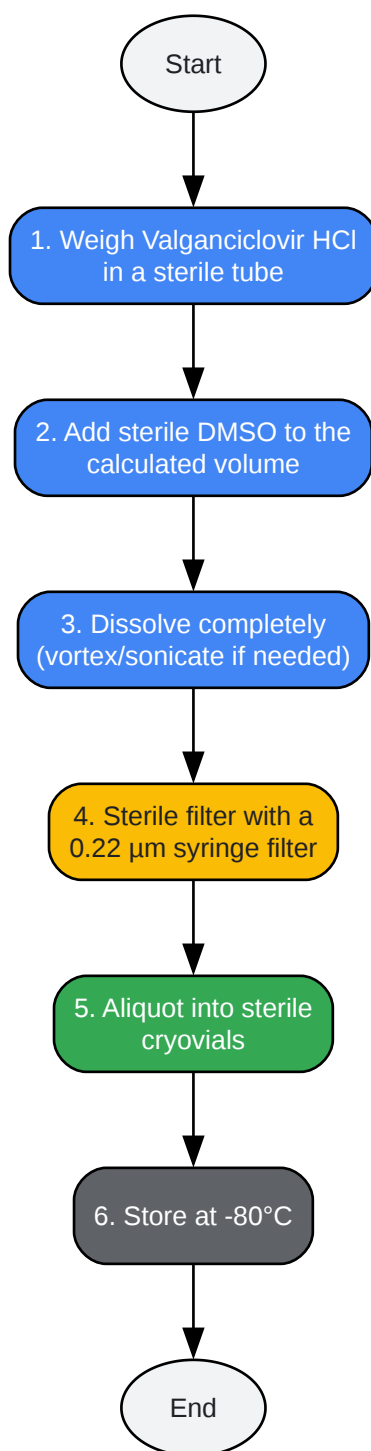 Start
1. Weigh Valganciclovir HCl
in a sterile tube
2. Add sterile DMSO to the
calculated volume
3. Dissolve completely
(vortex/sonicate if needed)
4. Sterile filter with a
0.22 µm syringe filter
5. Aliquot into sterile
cryovials
6. Store at -80°C
End